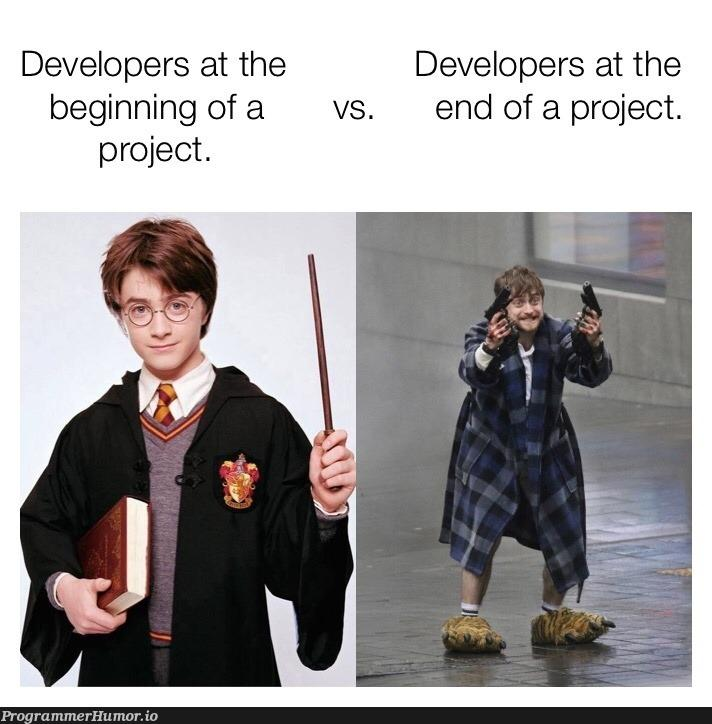 Developers at the
beginning of a
project.
vs.
Developers at the
end of a project.
ProgrammerHumor.io